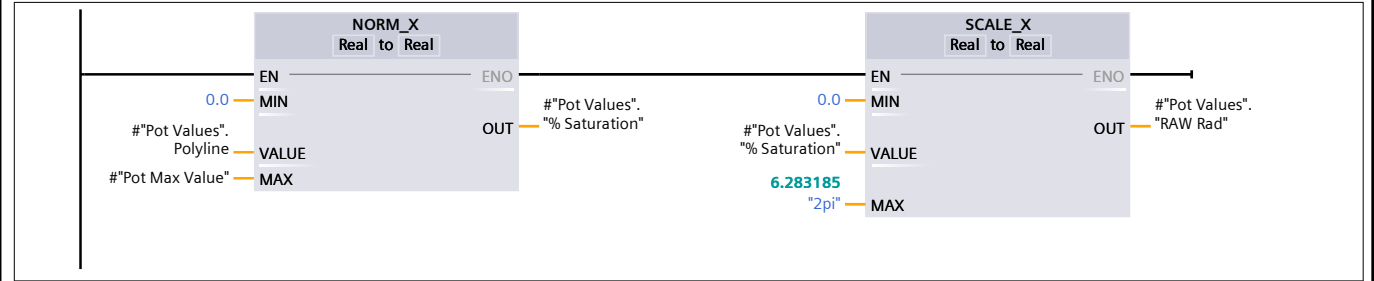 NORM_X
Real to Real
EN
ENO
0.0
MIN
#"Pot Values".
"% Saturation"
OUT
#"Pot Values".
Polyline
VALUE
#"Pot Max Value"
MAX
SCALE_X
Real to Real
EN
ENO
0.0
MIN
#"Pot Values".
"RAW Rad"
OUT
#"Pot Values".
"% Saturation"
VALUE
6.283185
"2pi"
MAX